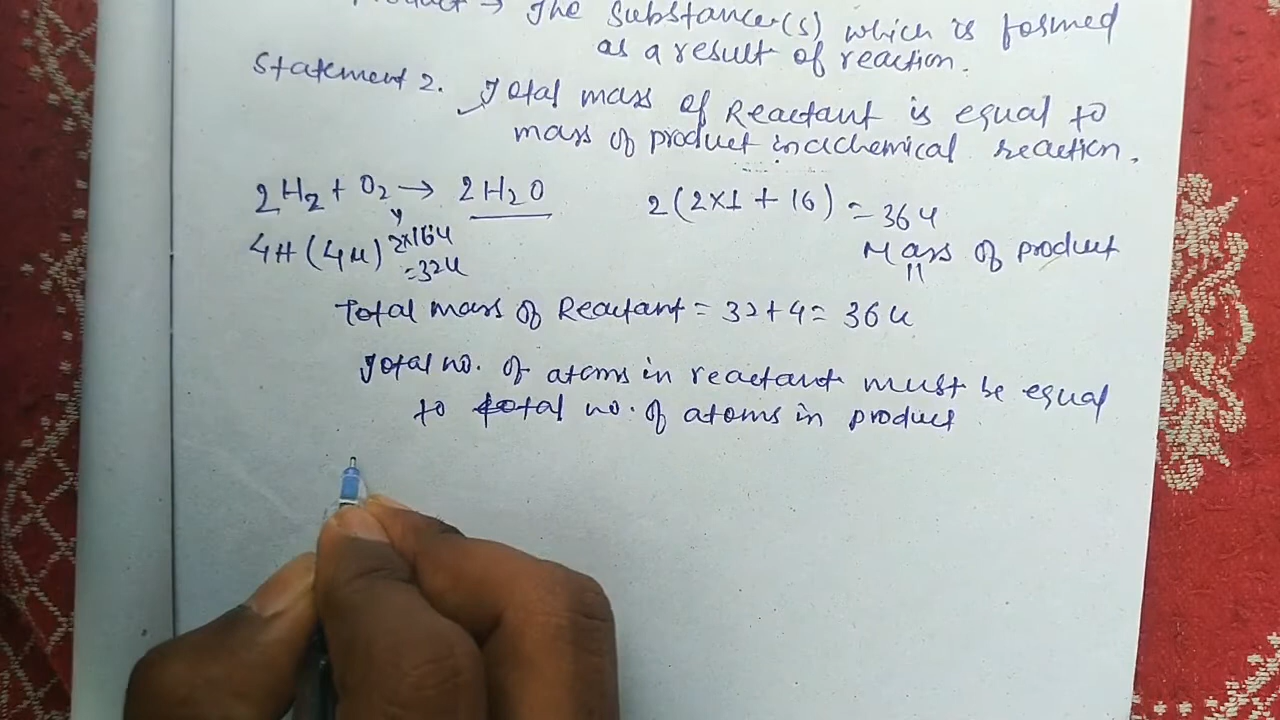 Product → The Substance(s) which is formed
as a result of reaction.
Statement 2. Total mass of Reactant is equal to
mass of product in a chemical reaction.
2H₂ + O₂ → 2H₂O 2(2×1 + 16) = 36u
4H(4u) 2×16u Mass of product
=32u 11
Total mass of Reactant = 32+4= 36u
Total no. of atoms in reactant must be equal
to total no. of atoms in product